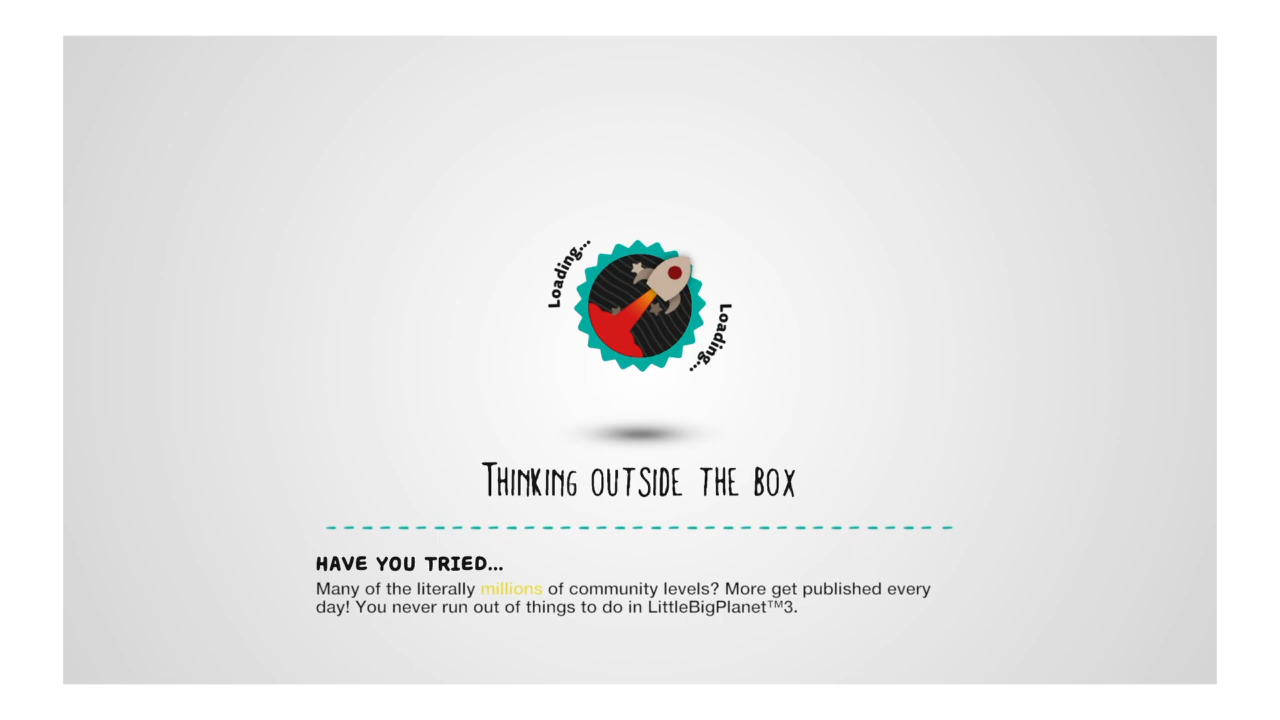 Loading...
Loading...
THINKING OUTSIDE THE BOX
HAVE YOU TRIED...
Many of the literally millions of community levels? More get published every
day! You never run out of things to do in LittleBigPlanet™3.